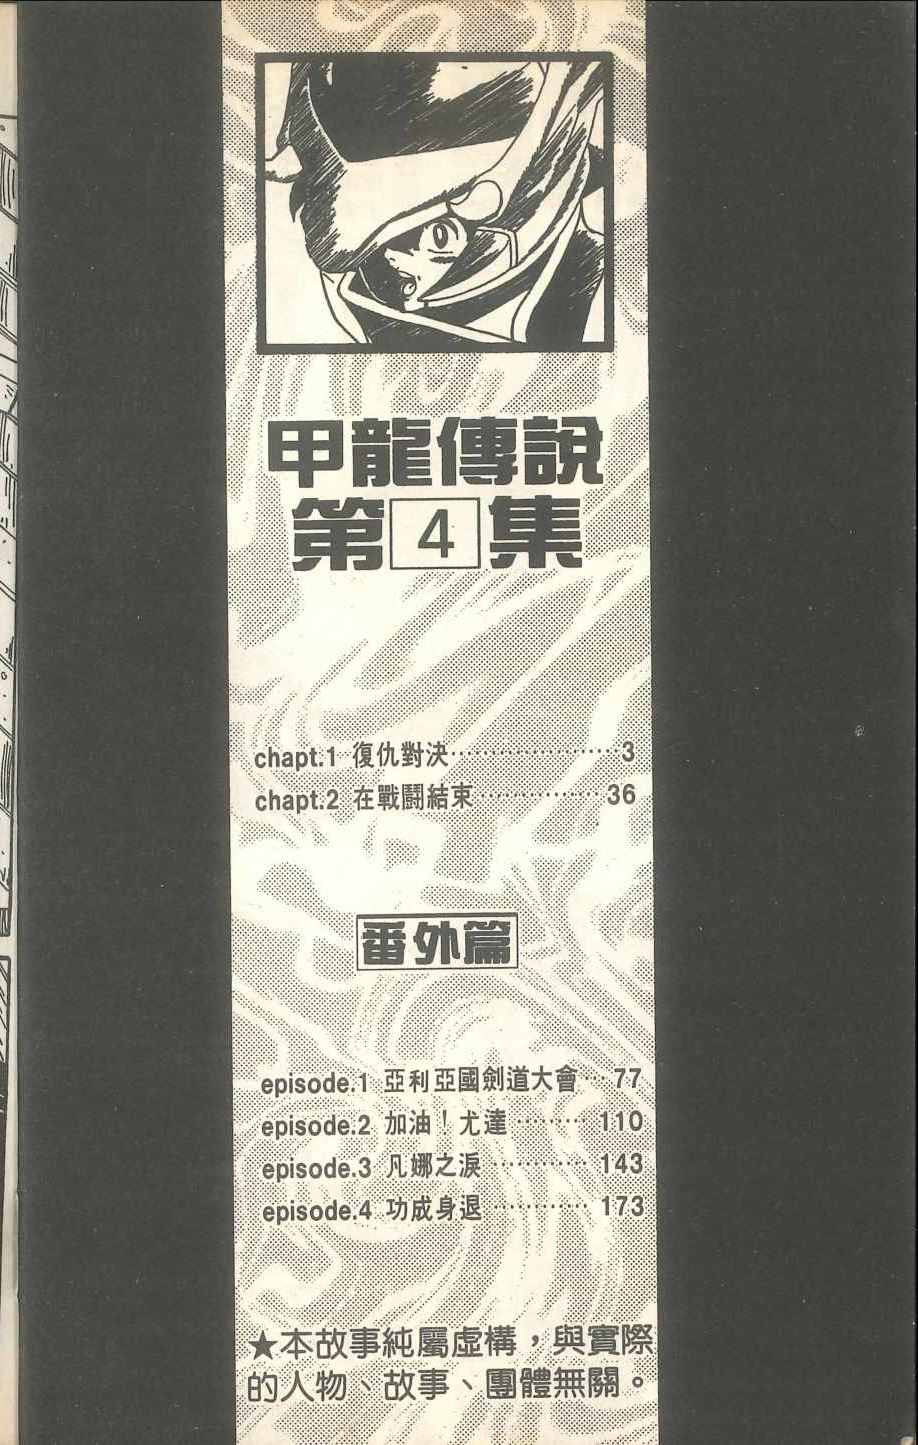 甲龍傳說
第4集
chapt.1 復仇對決…………………3
chapt.2 在戰鬪結束……………36
番外篇
episode.1 亞利亞國劍道大會…77
episode.2 加油！尤達………110
episode.3 凡娜之淚…………143
episode.4 功成身退…………173
★本故事純屬虛構，與實際
的人物、故事、團體無關。